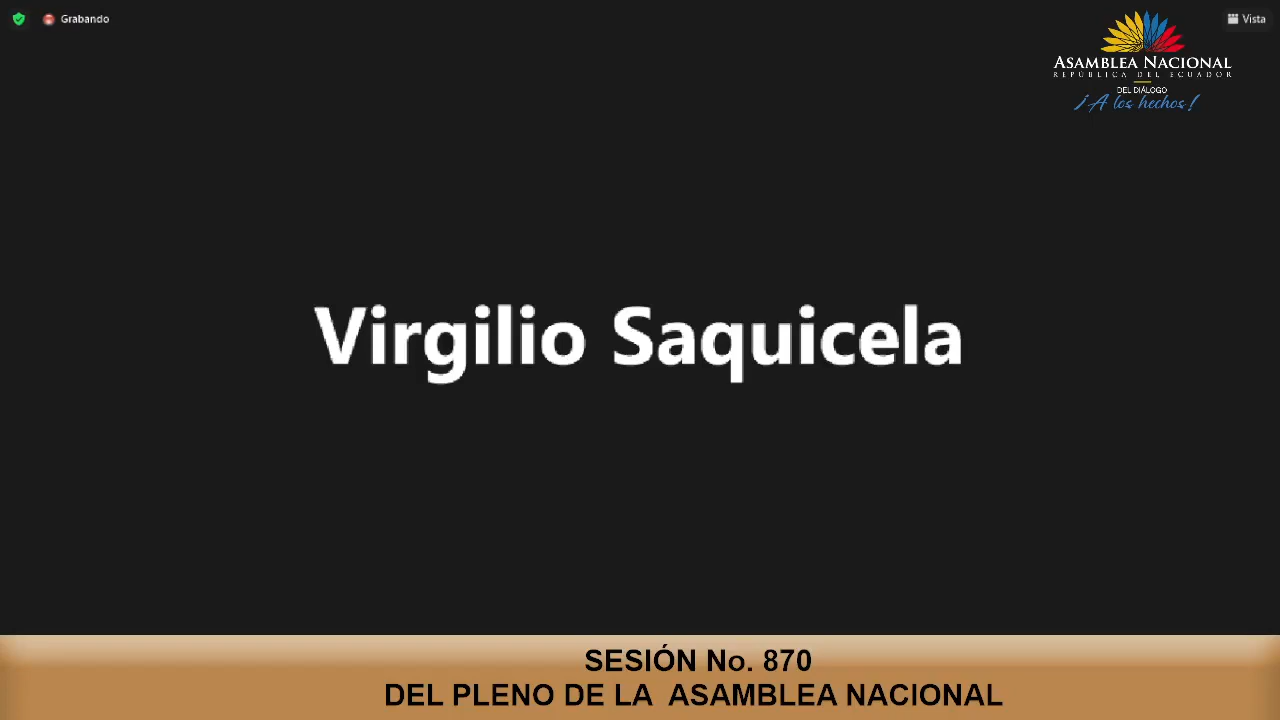 Grabando
Vista
ASAMBLEA NACIONAL
REPÚBLICA DEL ECUADOR
DEL DIÁLOGO
¡A los hechos!
Virgilio Saquicela
SESIÓN No. 870
DEL PLENO DE LA ASAMBLEA NACIONAL